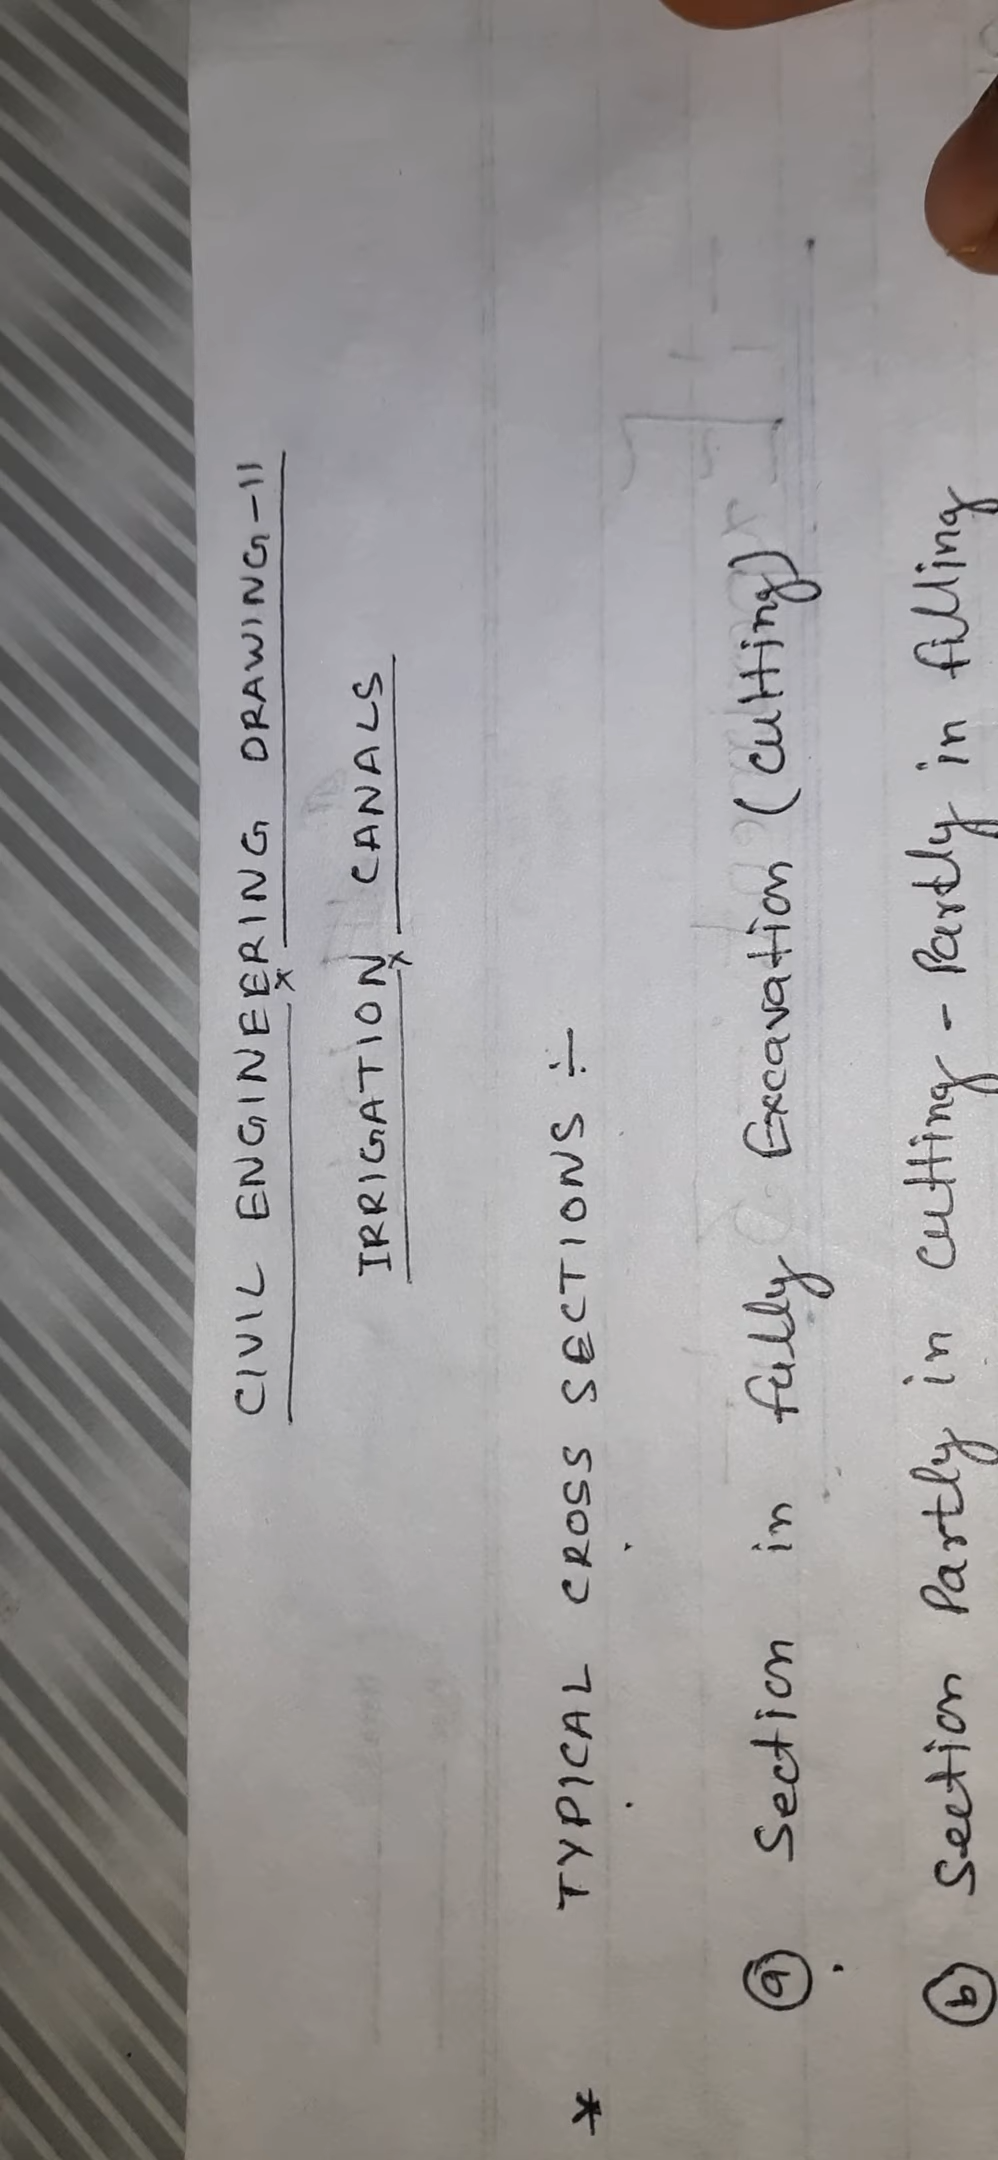 CIVIL ENGINEERING DRAWING-II
IRRIGATION CANALS
* TYPICAL CROSS SECTIONS ÷
(a) Section in fully Excavation (cutting)
(b) Section Partly in cutting - Partly in filling